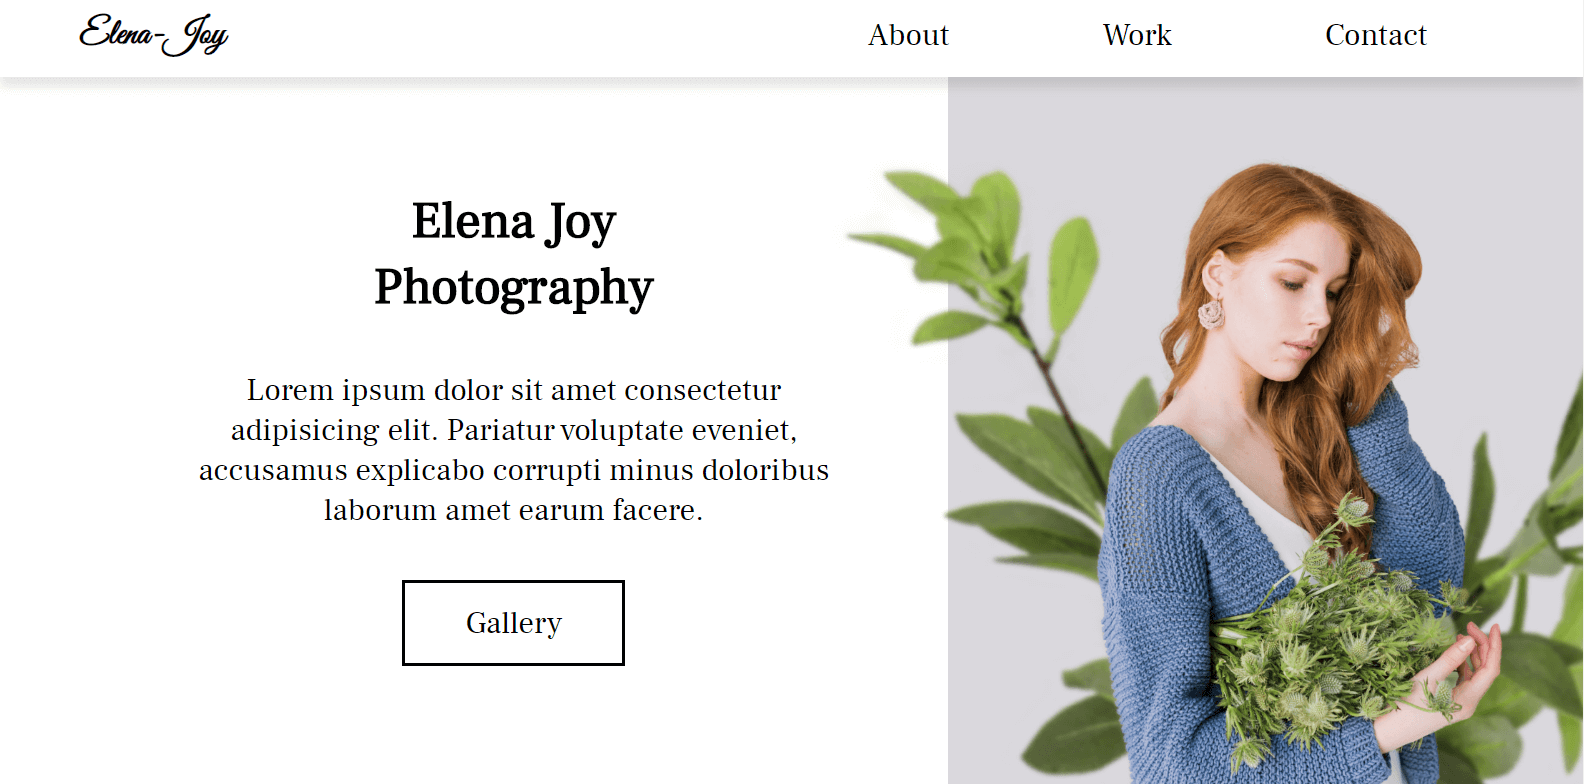 Elena-Joy
About
Work
Contact
Elena Joy
Photography
Lorem ipsum dolor sit amet consectetur
adipisicing elit. Pariatur voluptate eveniet,
accusamus explicabo corrupti minus doloribus
laborum amet earum facere.
Gallery